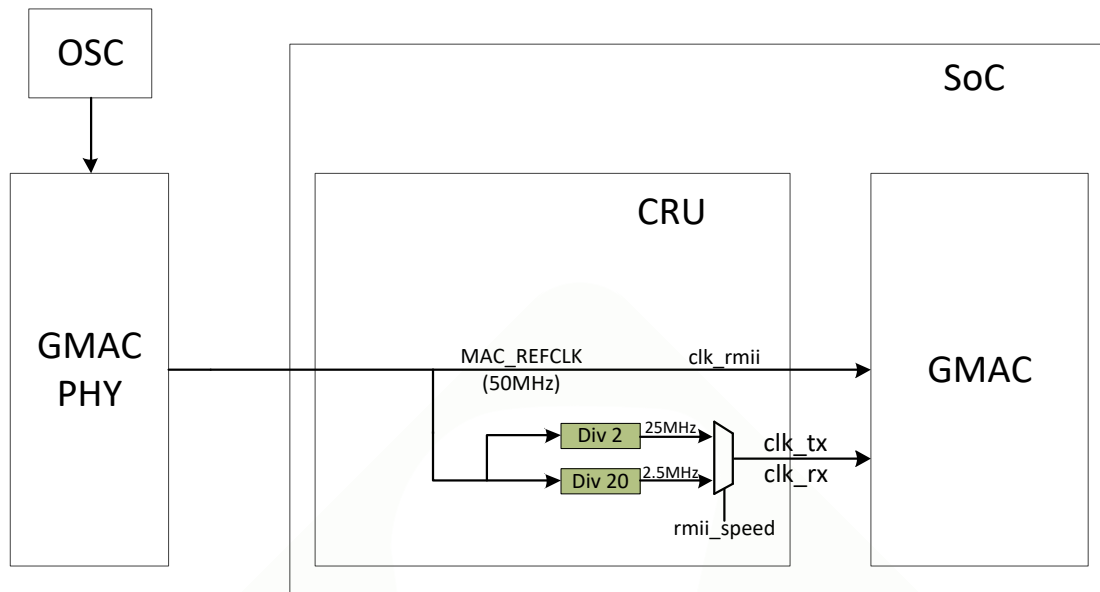 OSC
SoC
CRU
GMAC
PHY
MAC_REFCLK
(50MHz)
clk_rmii
GMAC
Div 2
25MHz
Div 20
2.5MHz
clk_tx
clk_rx
rmii_speed